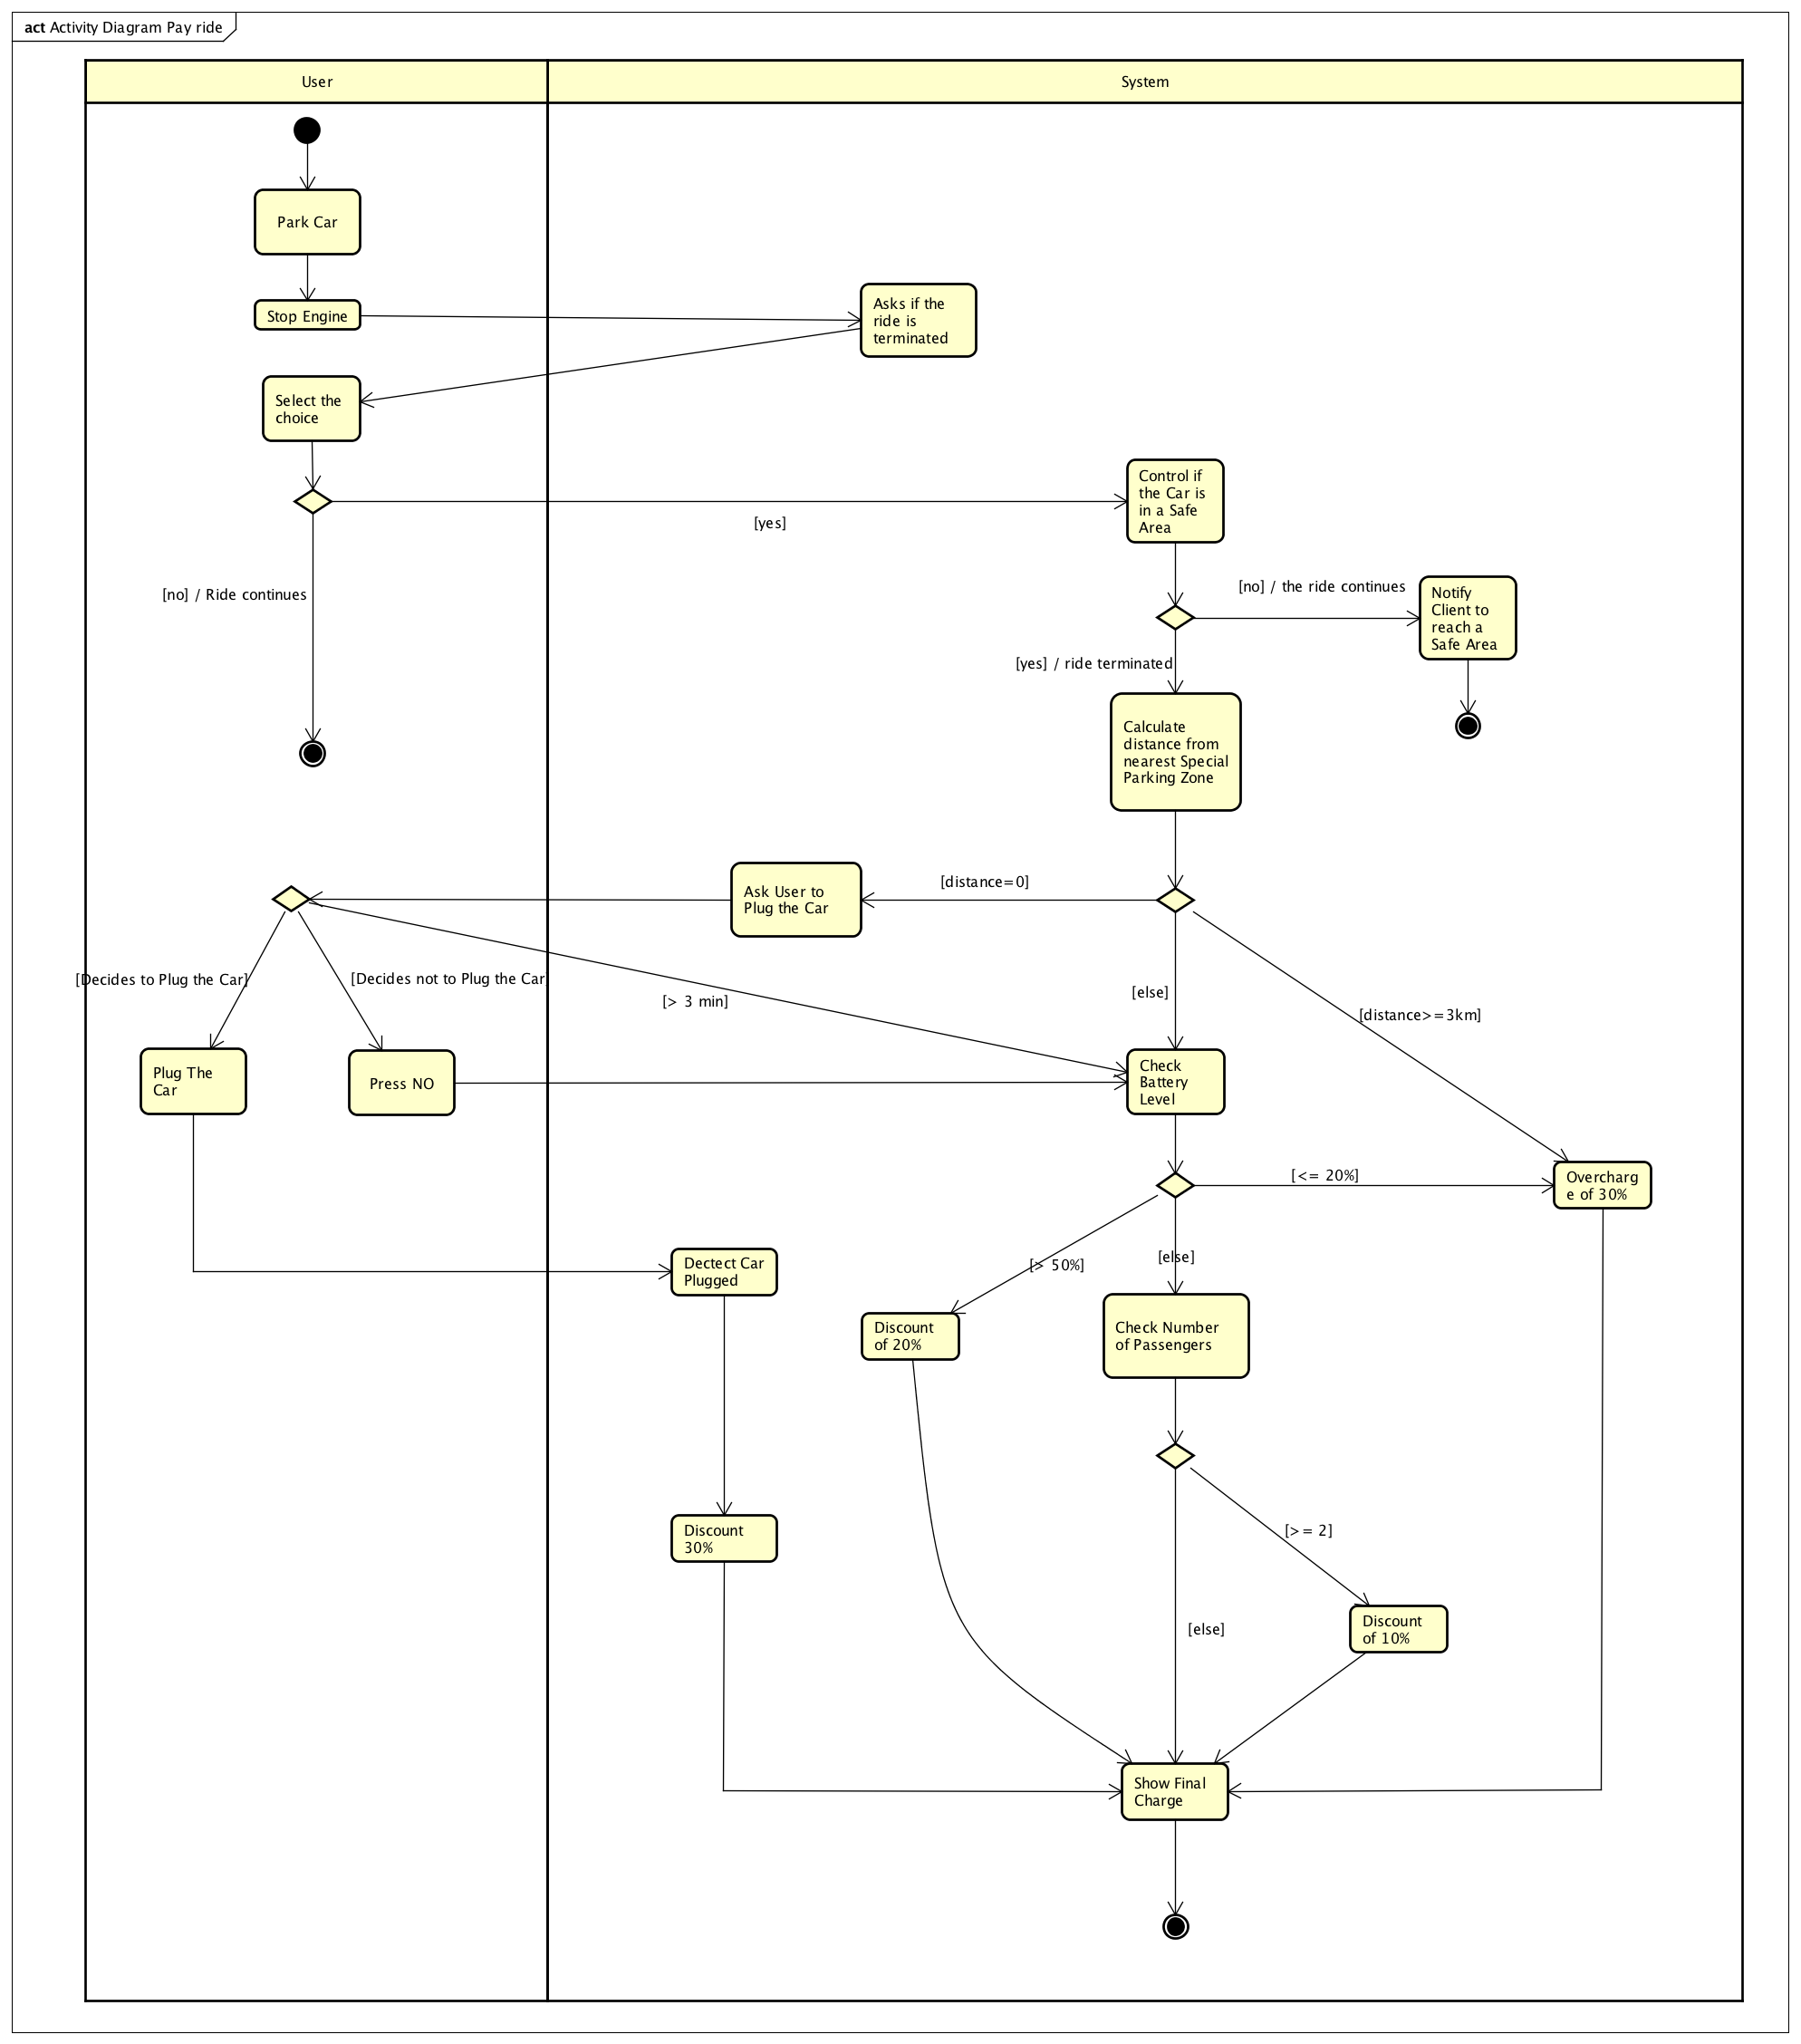 act Activity Diagram Pay ride
User
System
Park Car
Stop Engine
Asks if the
ride is
terminated
Select the
choice
[yes]
Control if
the Car is
in a Safe
Area
[no] / Ride continues
[no] / the ride continues
Notify
Client to
reach a
Safe Area
[yes] / ride terminated
Calculate
distance from
nearest Special
Parking Zone
[distance=0]
Ask User to
Plug the Car
[Decides to Plug the Car]
[Decides not to Plug the Car]
[> 3 min]
[else]
[distance>=3km]
Plug The
Car
Press NO
Check
Battery
Level
[<= 20%]
Overcharg
e of 30%
Dectect Car
Plugged
[> 50%]
[else]
Discount
of 20%
Check Number
of Passengers
Discount
30%
[>= 2]
[else]
Discount
of 10%
Show Final
Charge